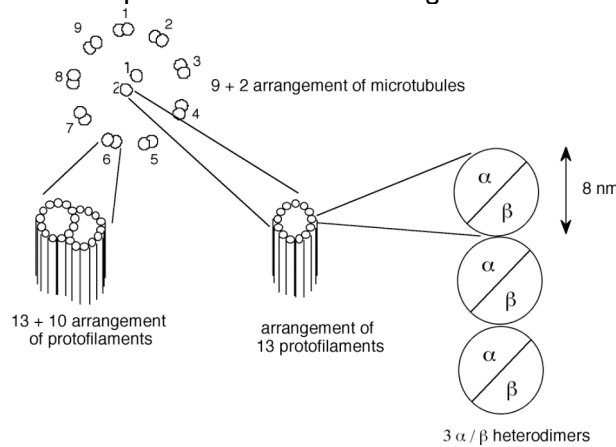 1
2
3
4
5
6
7
8
9
1
2
9 + 2 arrangement of microtubules
α
β
8 nm
α
β
α
β
13 + 10 arrangement
of protofilaments
arrangement of
13 protofilaments
3 α / β heterodimers